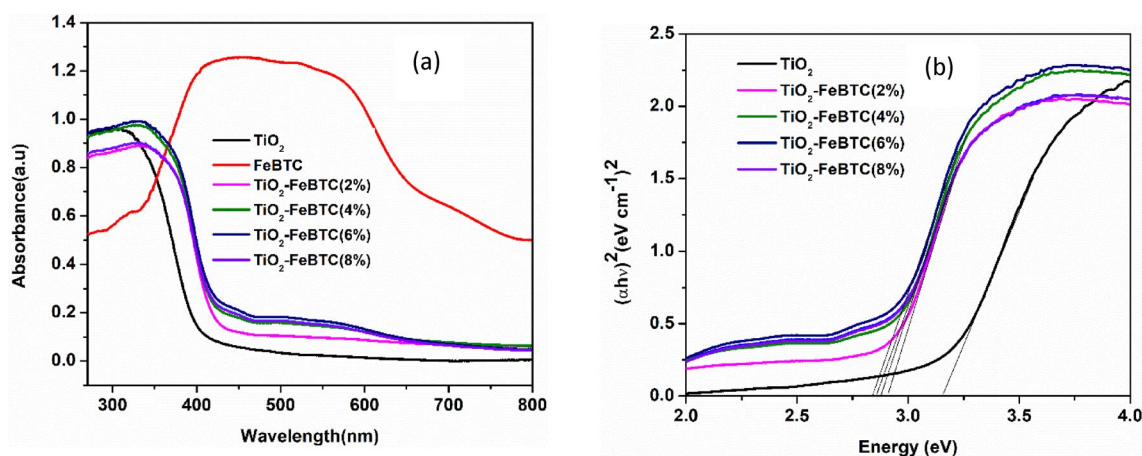 (a)
1.4
1.2
1.0
0.8
0.6
0.4
0.2
0.0
Absorbance(a.u)
TiO2
FeBTC
TiO2-FeBTC(2%)
TiO2-FeBTC(4%)
TiO2-FeBTC(6%)
TiO2-FeBTC(8%)
300 400 500 600 700 800
Wavelength(nm)
(b)
2.5
2.0
1.5
1.0
0.5
0.0
(αhν)2(eV cm-1)2
TiO2
TiO2-FeBTC(2%)
TiO2-FeBTC(4%)
TiO2-FeBTC(6%)
TiO2-FeBTC(8%)
2.0 2.5 3.0 3.5 4.0
Energy (eV)